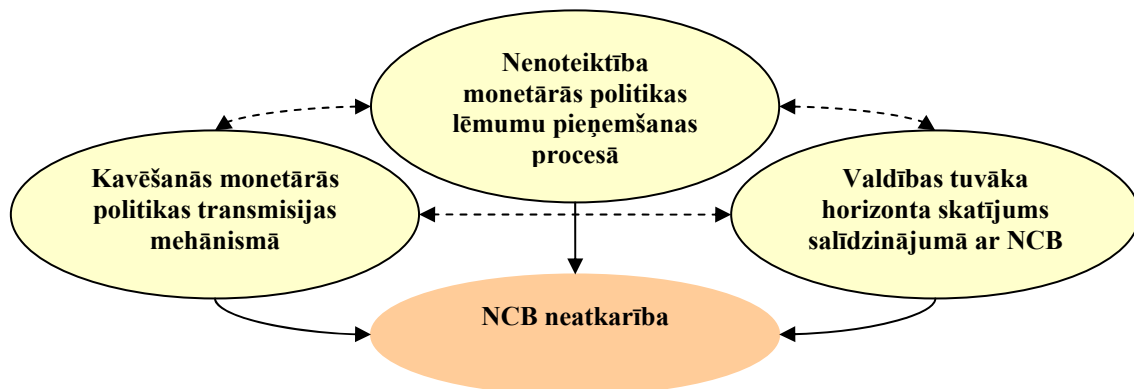 Nenoteiktība
monetārās politikas
lēmumu pieņemšanas
procesā
Kavēšanās monetārās
politikas transmisijas
mehānismā
Valdības tuvāka
horizonta skatījums
salīdzinājumā ar NCB
NCB neatkarība